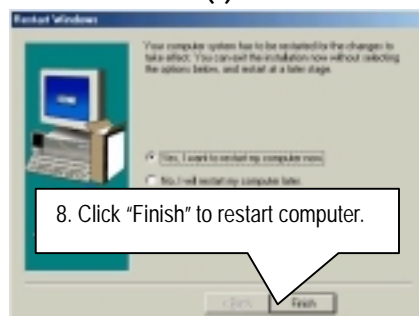 Restart Windows
Your computer system has to be restarted for the changes to
take effect. You can exit the installation now without selecting
the options below, and restart at a later stage.
Yes, I want to restart my computer now.
No, I will restart my computer later.
8. Click “Finish” to restart computer.
< Back
Finish